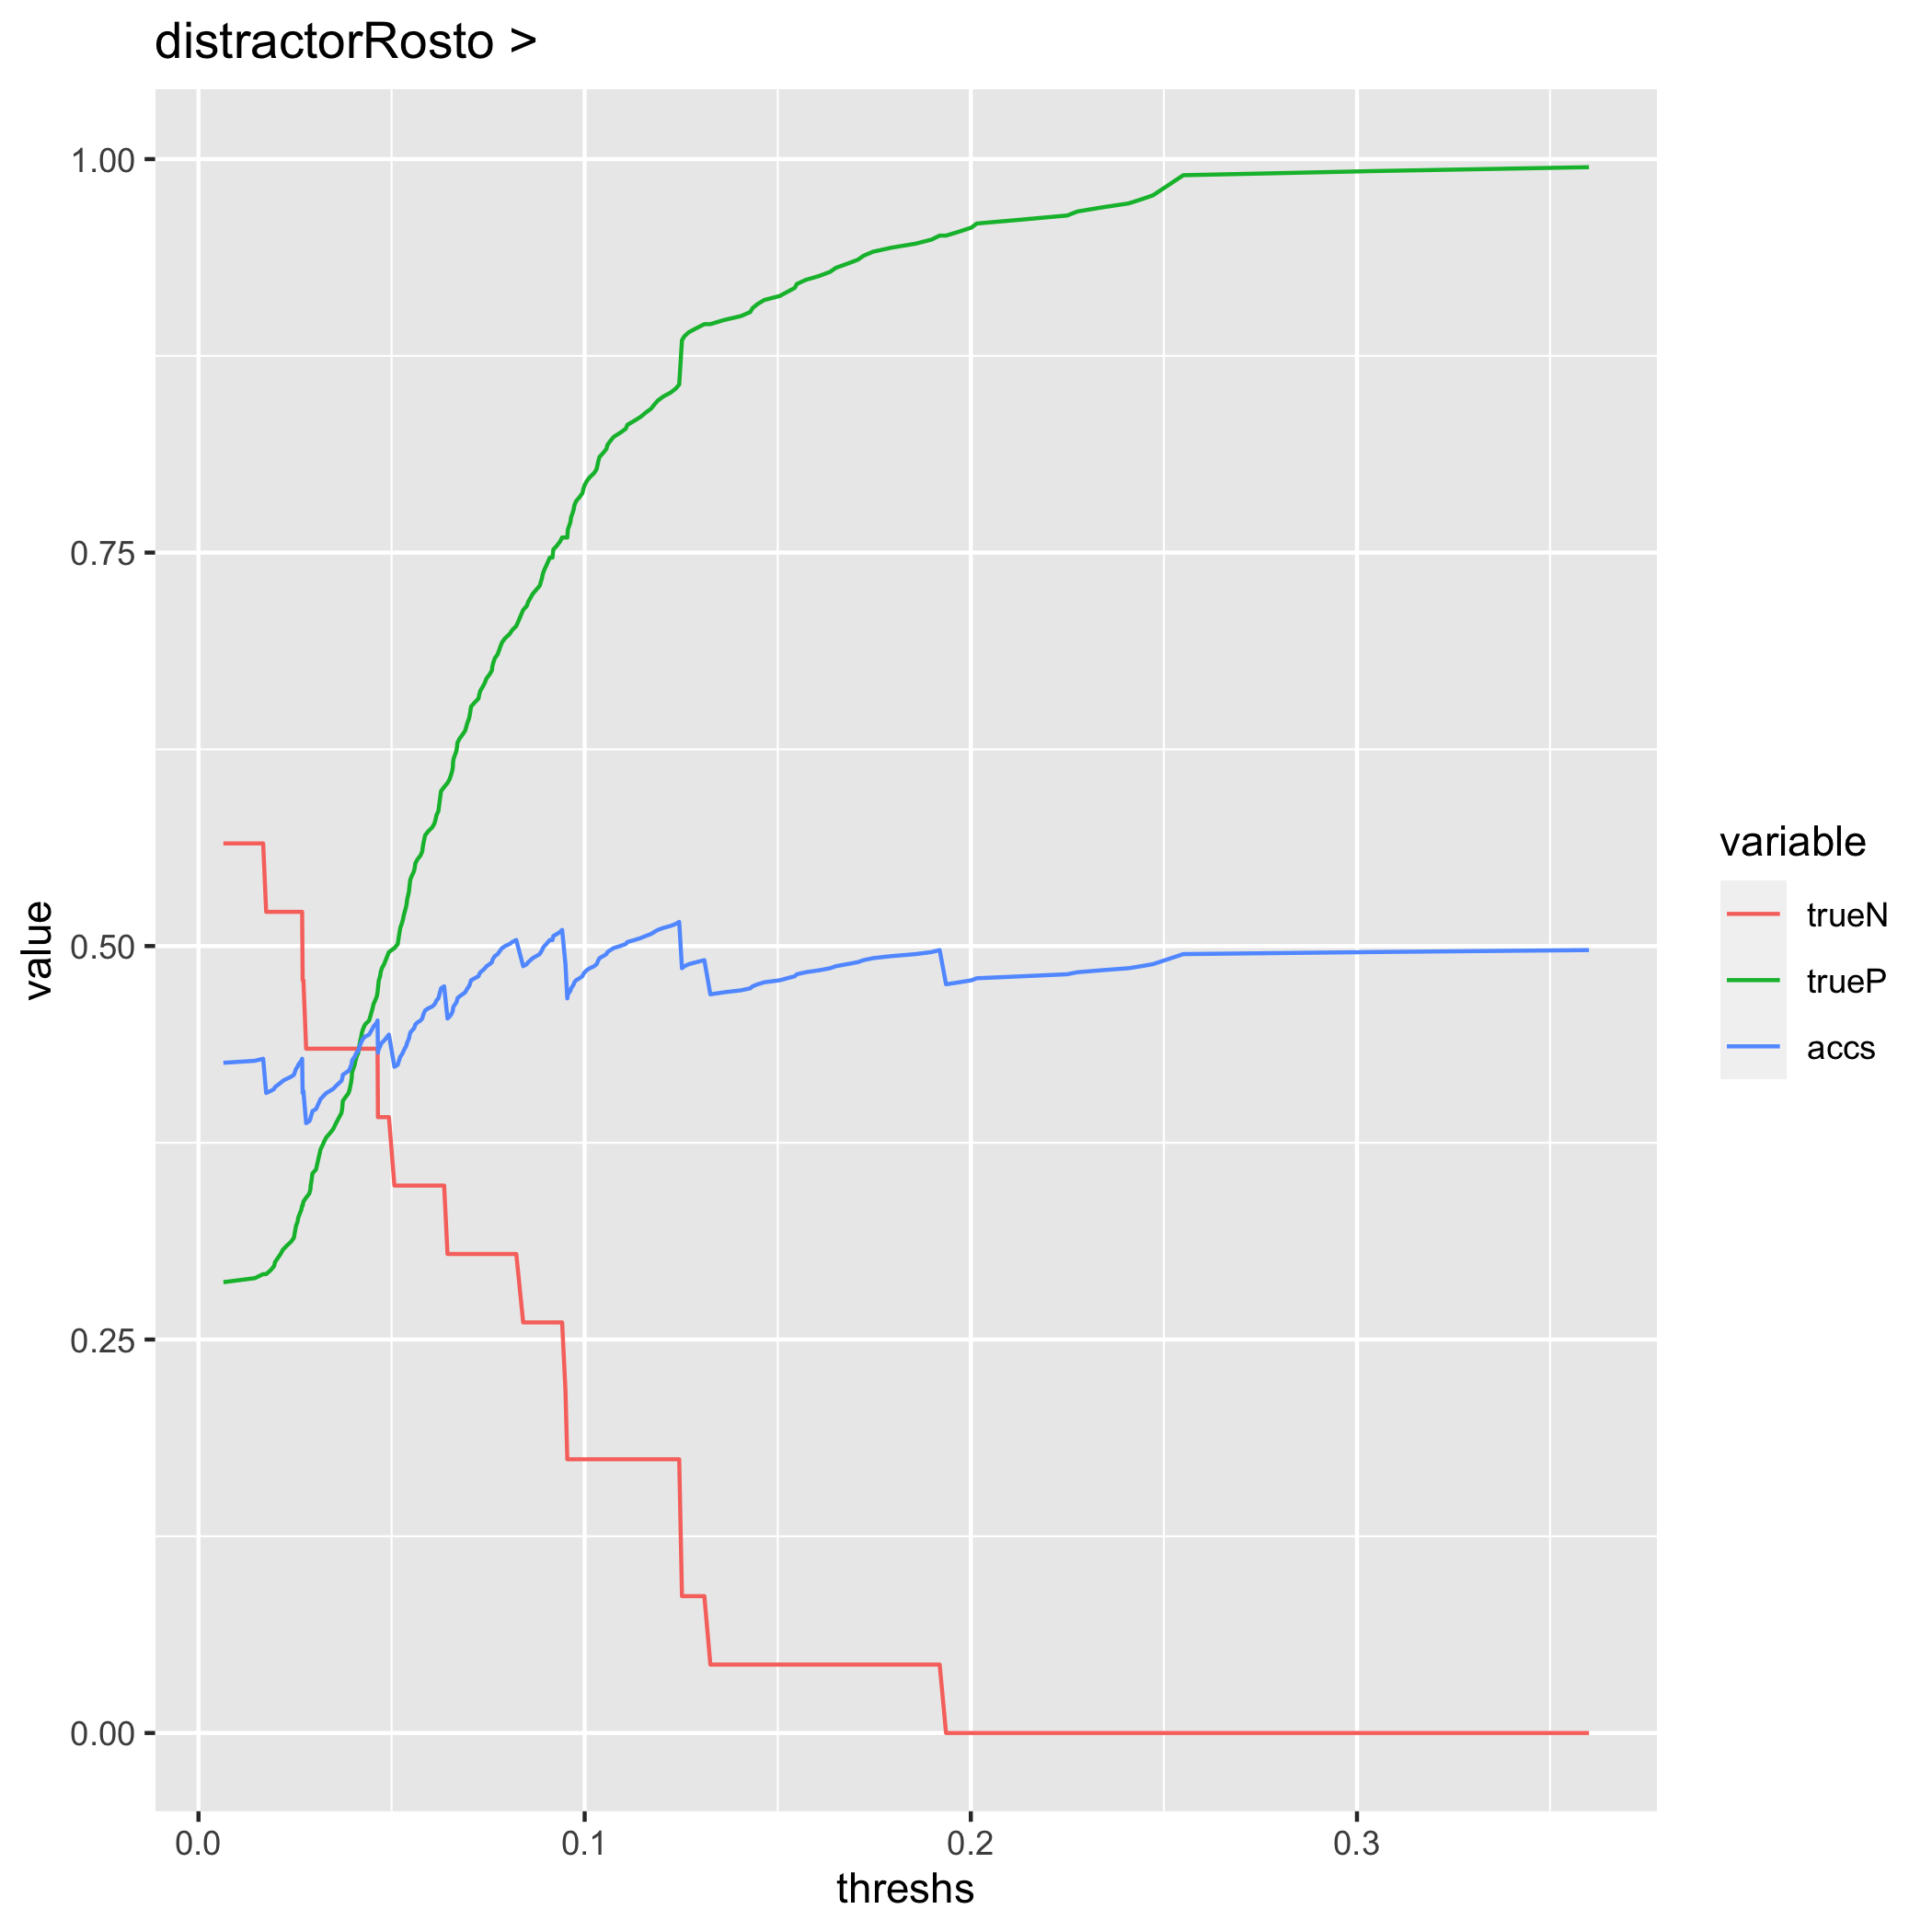 distractorRosto >
1.00
0.75
0.50
0.25
0.00
value
0.0 0.1 0.2 0.3
threshs
variable
trueN
trueP
accs